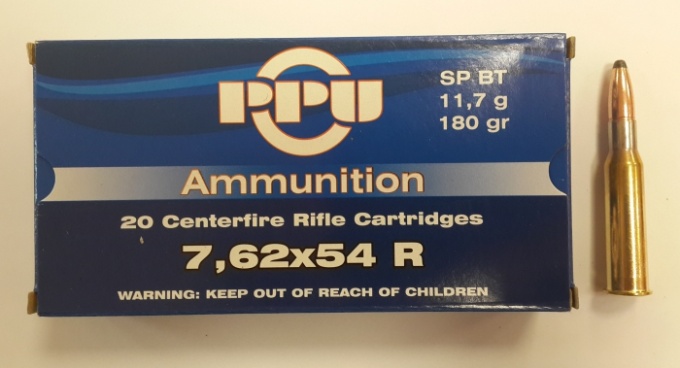 PPU
SP BT
11,7 g
180 gr
Ammunition
20 Centerfire Rifle Cartridges
7,62x54 R
WARNING: KEEP OUT OF REACH OF CHILDREN